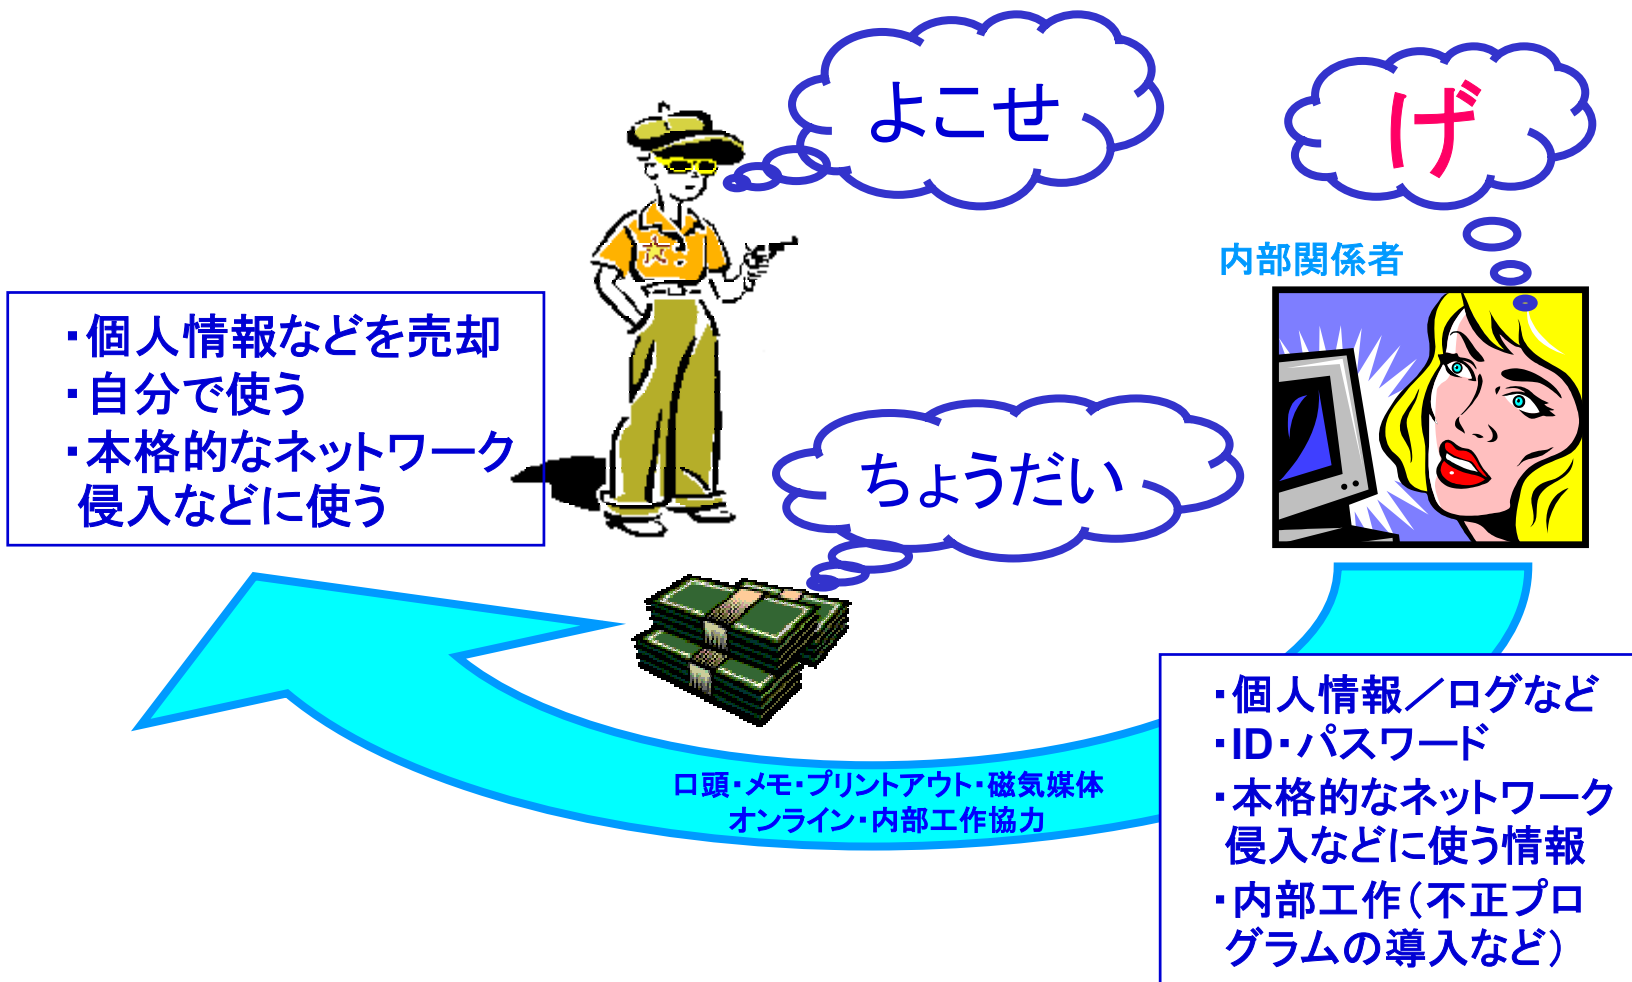 よこせ
げ
内部関係者
・個人情報などを売却
・自分で使う
・本格的なネットワーク
侵入などに使う
ちょうだい
・個人情報／ログなど
・ID・パスワード
・本格的なネットワーク
侵入などに使う情報
・内部工作（不正プロ
グラムの導入など）
口頭・メモ・プリントアウト・磁気媒体
オンライン・内部工作協力